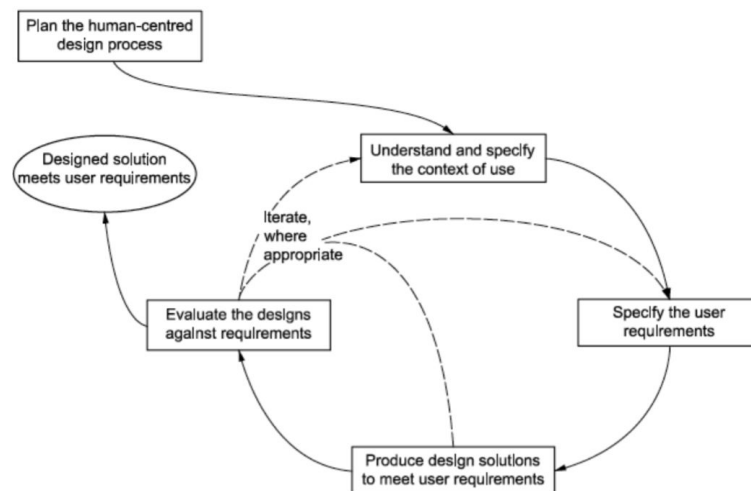 Plan the human-centred
design process
Understand and specify
the context of use
Designed solution
meets user requirements
Iterate,
where
appropriate
Evaluate the designs
against requirements
Specify the user
requirements
Produce design solutions
to meet user requirements